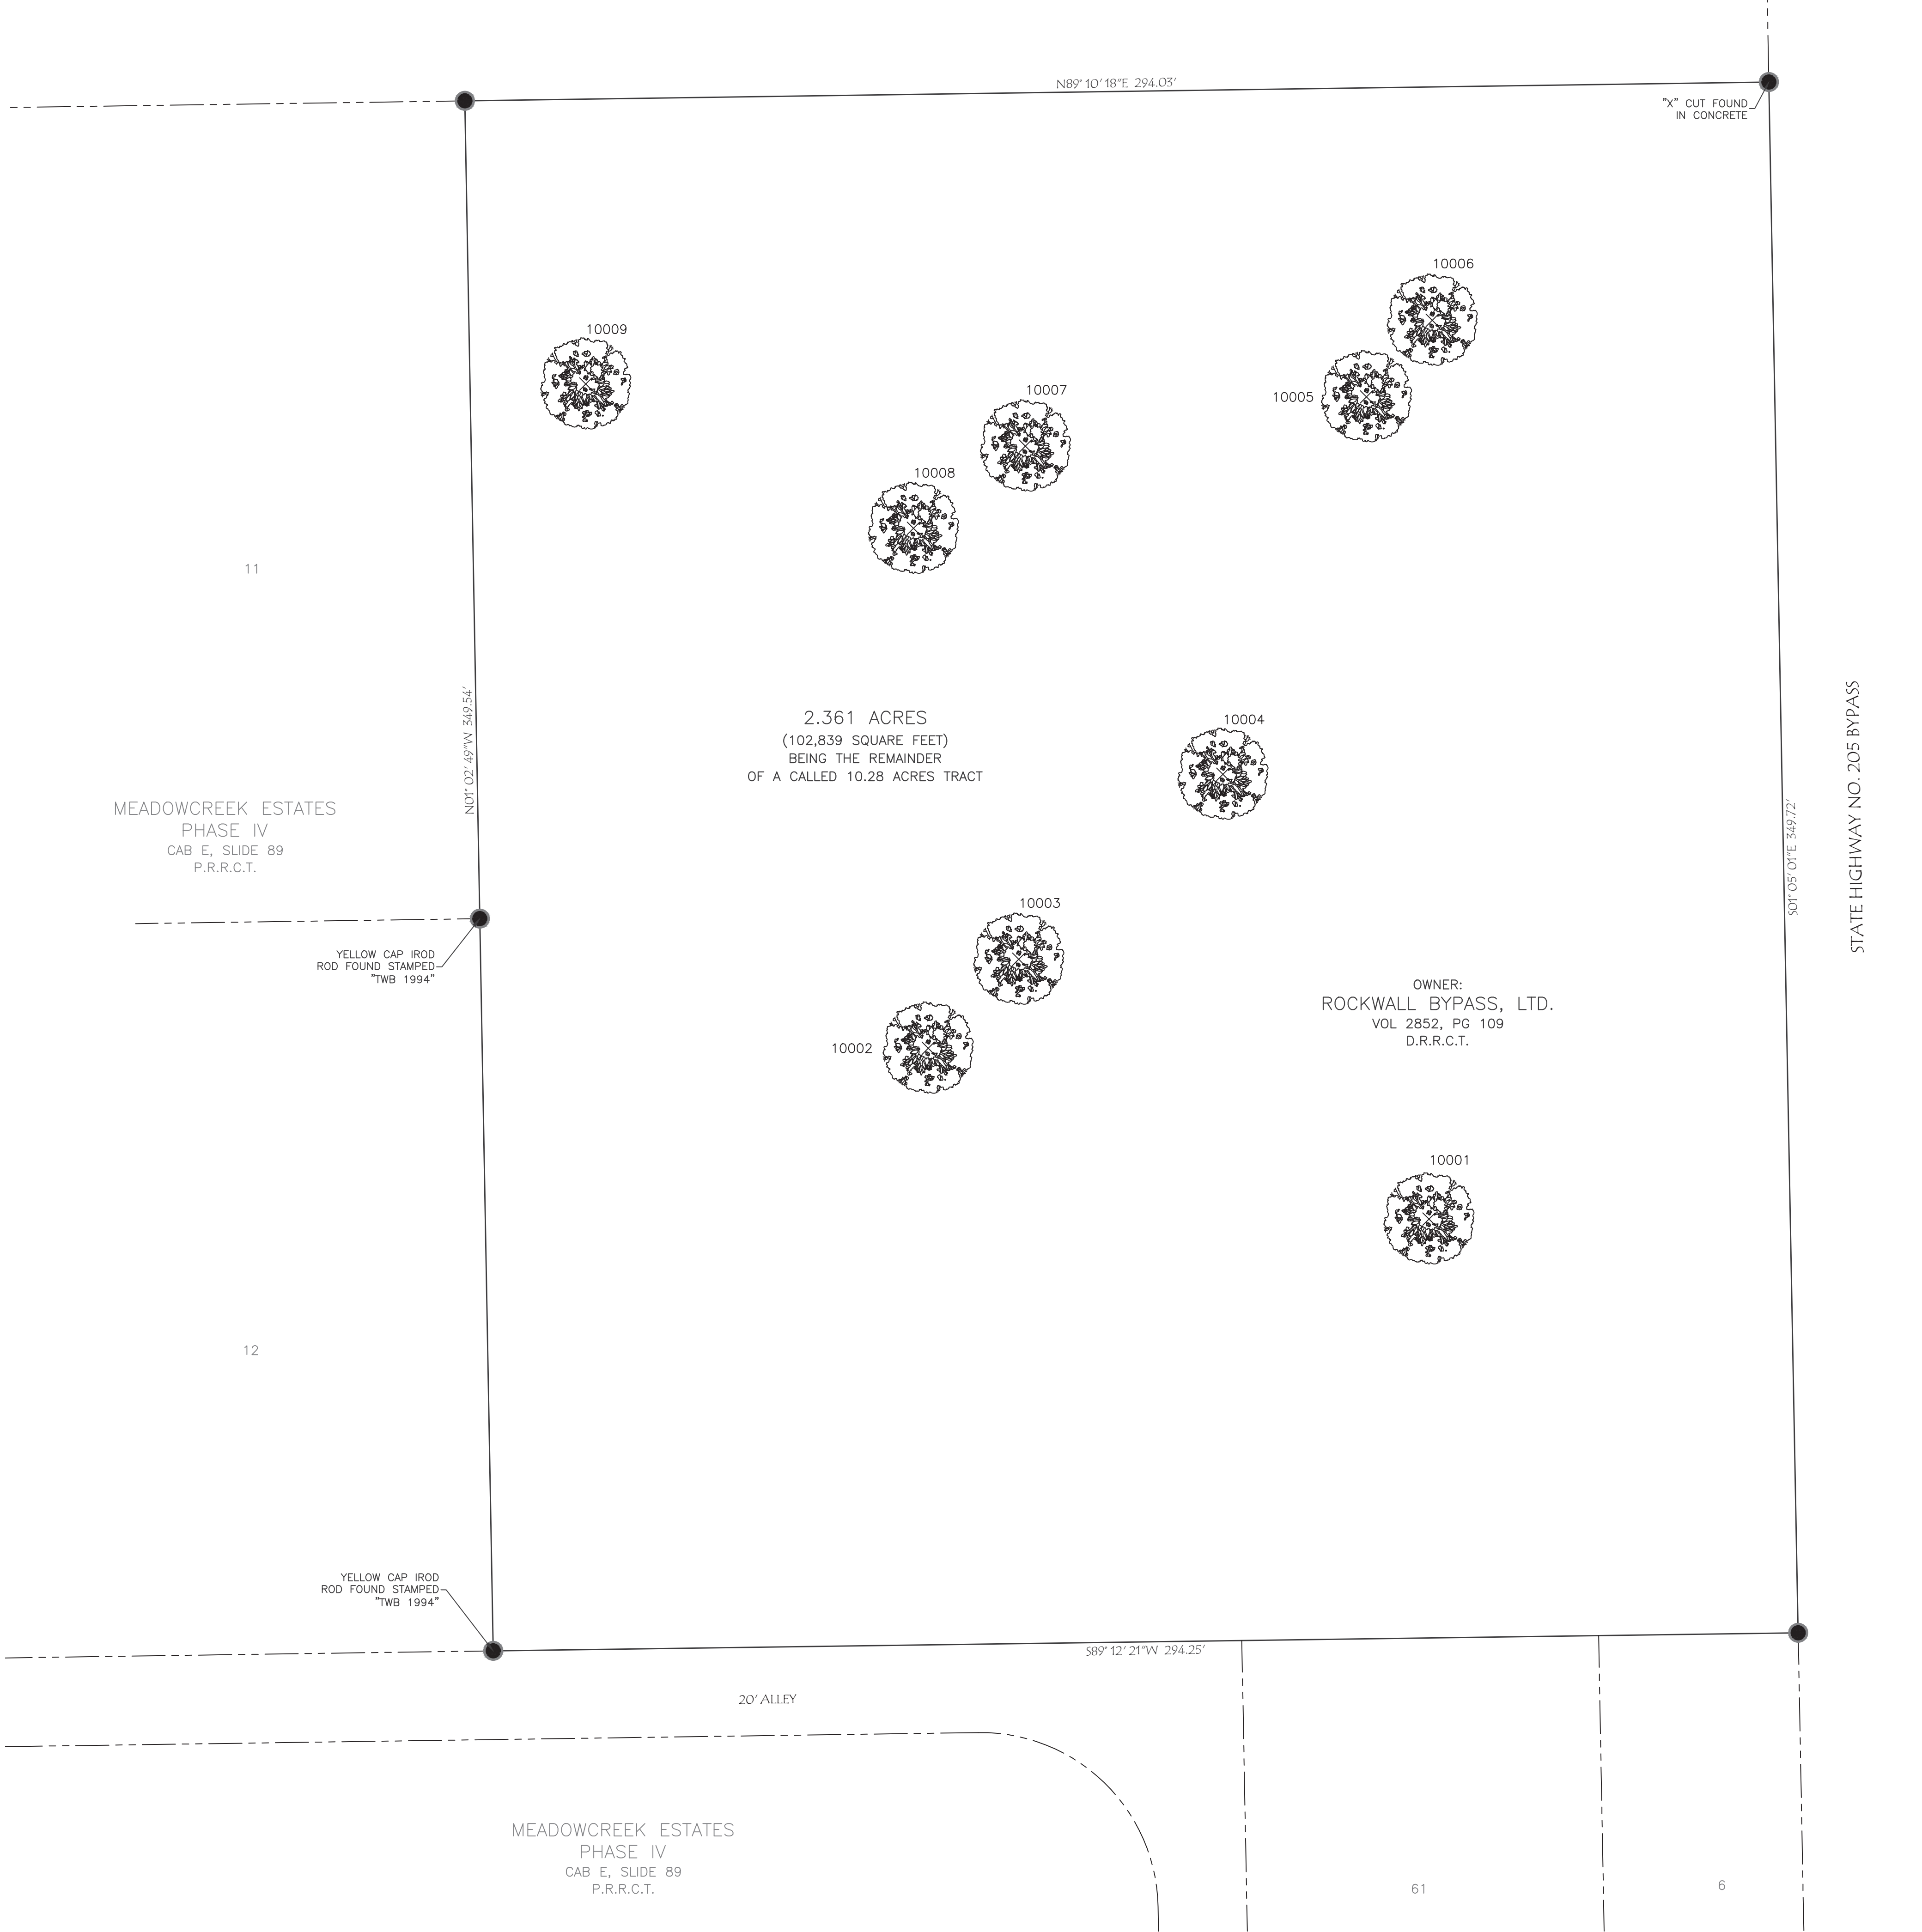 N89° 10' 18"E 294.03'
"X" CUT FOUND
IN CONCRETE
10006
10009
10007
10005
10008
11
N01° 02' 49"W 349.54'
2.361 ACRES
(102,839 SQUARE FEET)
BEING THE REMAINDER
OF A CALLED 10.28 ACRES TRACT
10004
STATE HIGHWAY NO. 205 BYPASS
S01° 05' 01"E 349.72'
MEADOWCREEK ESTATES
PHASE IV
CAB E, SLIDE 89
P.R.R.C.T.
10003
YELLOW CAP IROD
ROD FOUND STAMPED
"TWB 1994"
OWNER:
ROCKWALL BYPASS, LTD.
VOL 2852, PG 109
D.R.R.C.T.
10002
10001
12
YELLOW CAP IROD
ROD FOUND STAMPED
"TWB 1994"
S89° 12' 21"W 294.25'
20' ALLEY
MEADOWCREEK ESTATES
PHASE IV
CAB E, SLIDE 89
P.R.R.C.T.
61
6